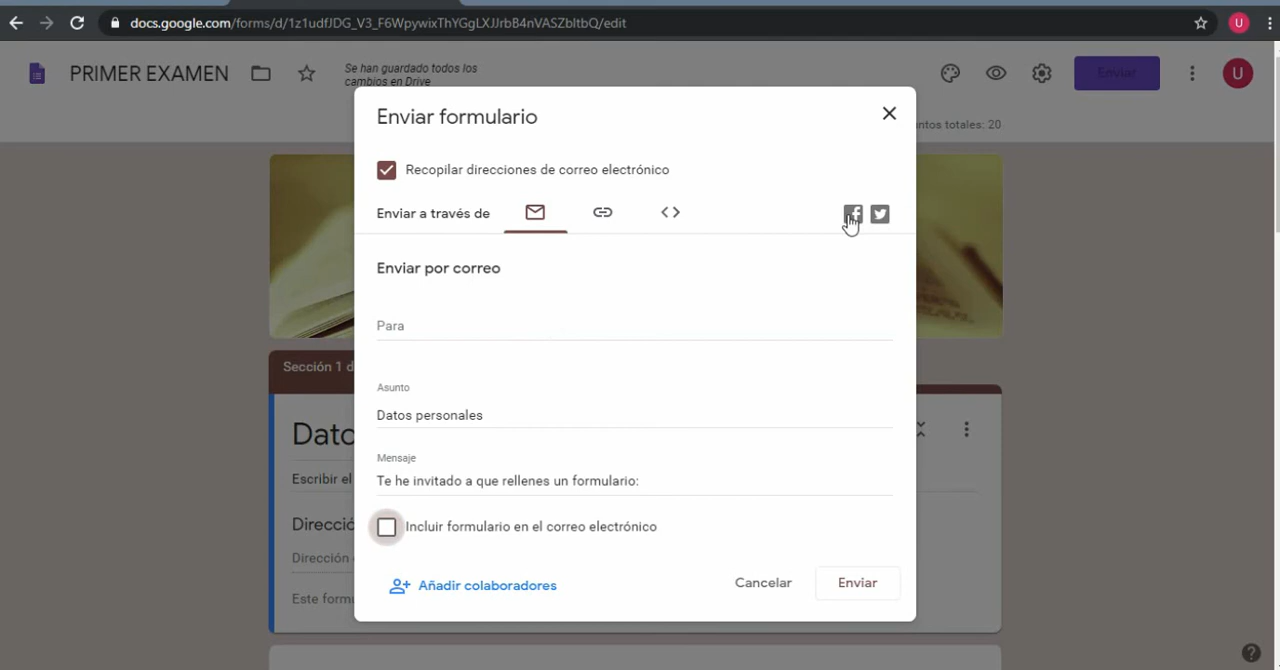 docs.google.com/forms/d/1z1udfJDG_V3_F6WpywixThYGgLXJJrbB4nVASZbltbQ/edit
U
PRIMER EXAMEN
Se han guardado todos los
cambios en Drive
Enviar
U
ntos totales: 20
Enviar formulario
Recopilar direcciones de correo electrónico
Enviar a través de
Enviar por correo
Para
Sección 1 d
Asunto
Datos personales
Dato
Mensaje
Escribir el
Te he invitado a que rellenes un formulario:
Direcció
Incluir formulario en el correo electrónico
Dirección
Añadir colaboradores
Cancelar
Enviar
Este formu